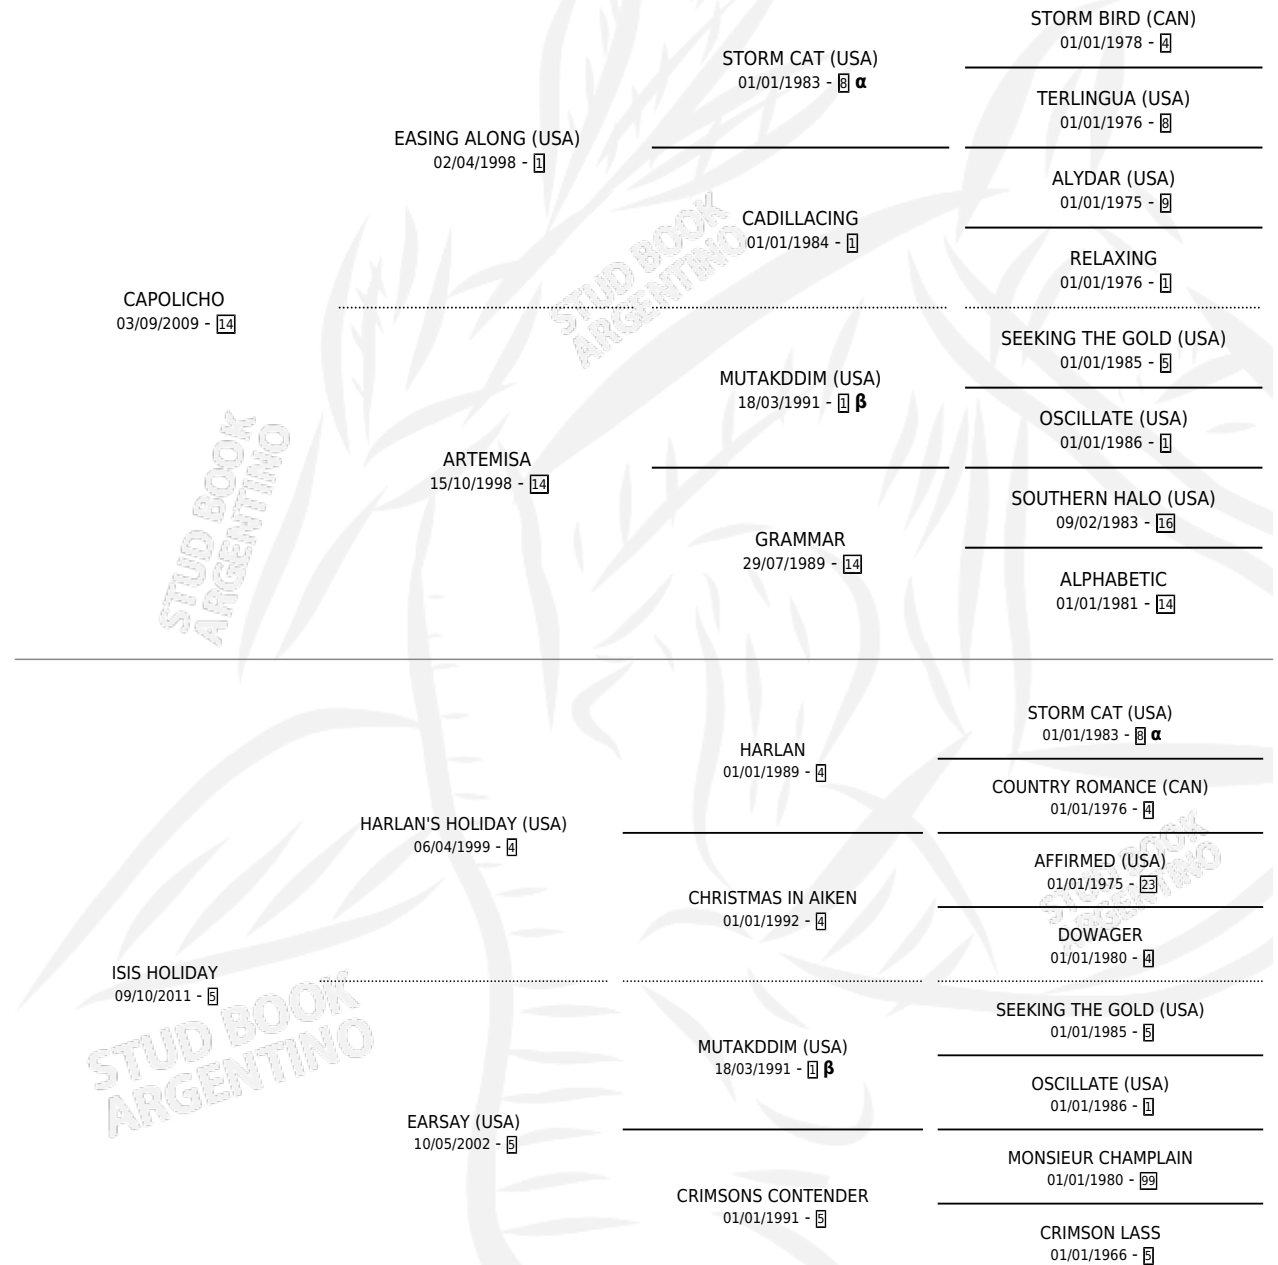 STORM BIRD (CAN)
01/01/1978 - 4
STORM CAT (USA)
01/01/1983 - 8 α
TERLINGUA (USA)
01/01/1976 - 8
EASING ALONG (USA)
02/04/1998 - 1
ALYDAR (USA)
01/01/1975 - 9
CADILLACING
01/01/1984 - 1
RELAXING
01/01/1976 - 1
CAPOLICHO
03/09/2009 - 14
SEEKING THE GOLD (USA)
01/01/1985 - 5
MUTAKDDIM (USA)
18/03/1991 - 1 β
OSCILLATE (USA)
01/01/1986 - 1
ARTEMISA
15/10/1998 - 14
SOUTHERN HALO (USA)
09/02/1983 - 16
GRAMMAR
29/07/1989 - 14
ALPHABETIC
01/01/1981 - 14
STORM CAT (USA)
01/01/1983 - 8 α
HARLAN
01/01/1989 - 4
COUNTRY ROMANCE (CAN)
01/01/1976 - 4
HARLAN'S HOLIDAY (USA)
06/04/1999 - 4
AFFIRMED (USA)
01/01/1975 - 23
CHRISTMAS IN AIKEN
01/01/1992 - 4
DOWAGER
01/01/1980 - 4
ISIS HOLIDAY
09/10/2011 - 5
SEEKING THE GOLD (USA)
01/01/1985 - 5
MUTAKDDIM (USA)
18/03/1991 - 1 β
OSCILLATE (USA)
01/01/1986 - 1
EARSAY (USA)
10/05/2002 - 5
MONSIEUR CHAMPLAIN
01/01/1980 - 99
CRIMSONS CONTENDER
01/01/1991 - 5
CRIMSON LASS
01/01/1966 - 5
STUD BOOK
ARGENTINO
STUD BOOK
ARGENTINO
STUD BOOK
ARGENTINO
STUD BOOK
ARGENTINO